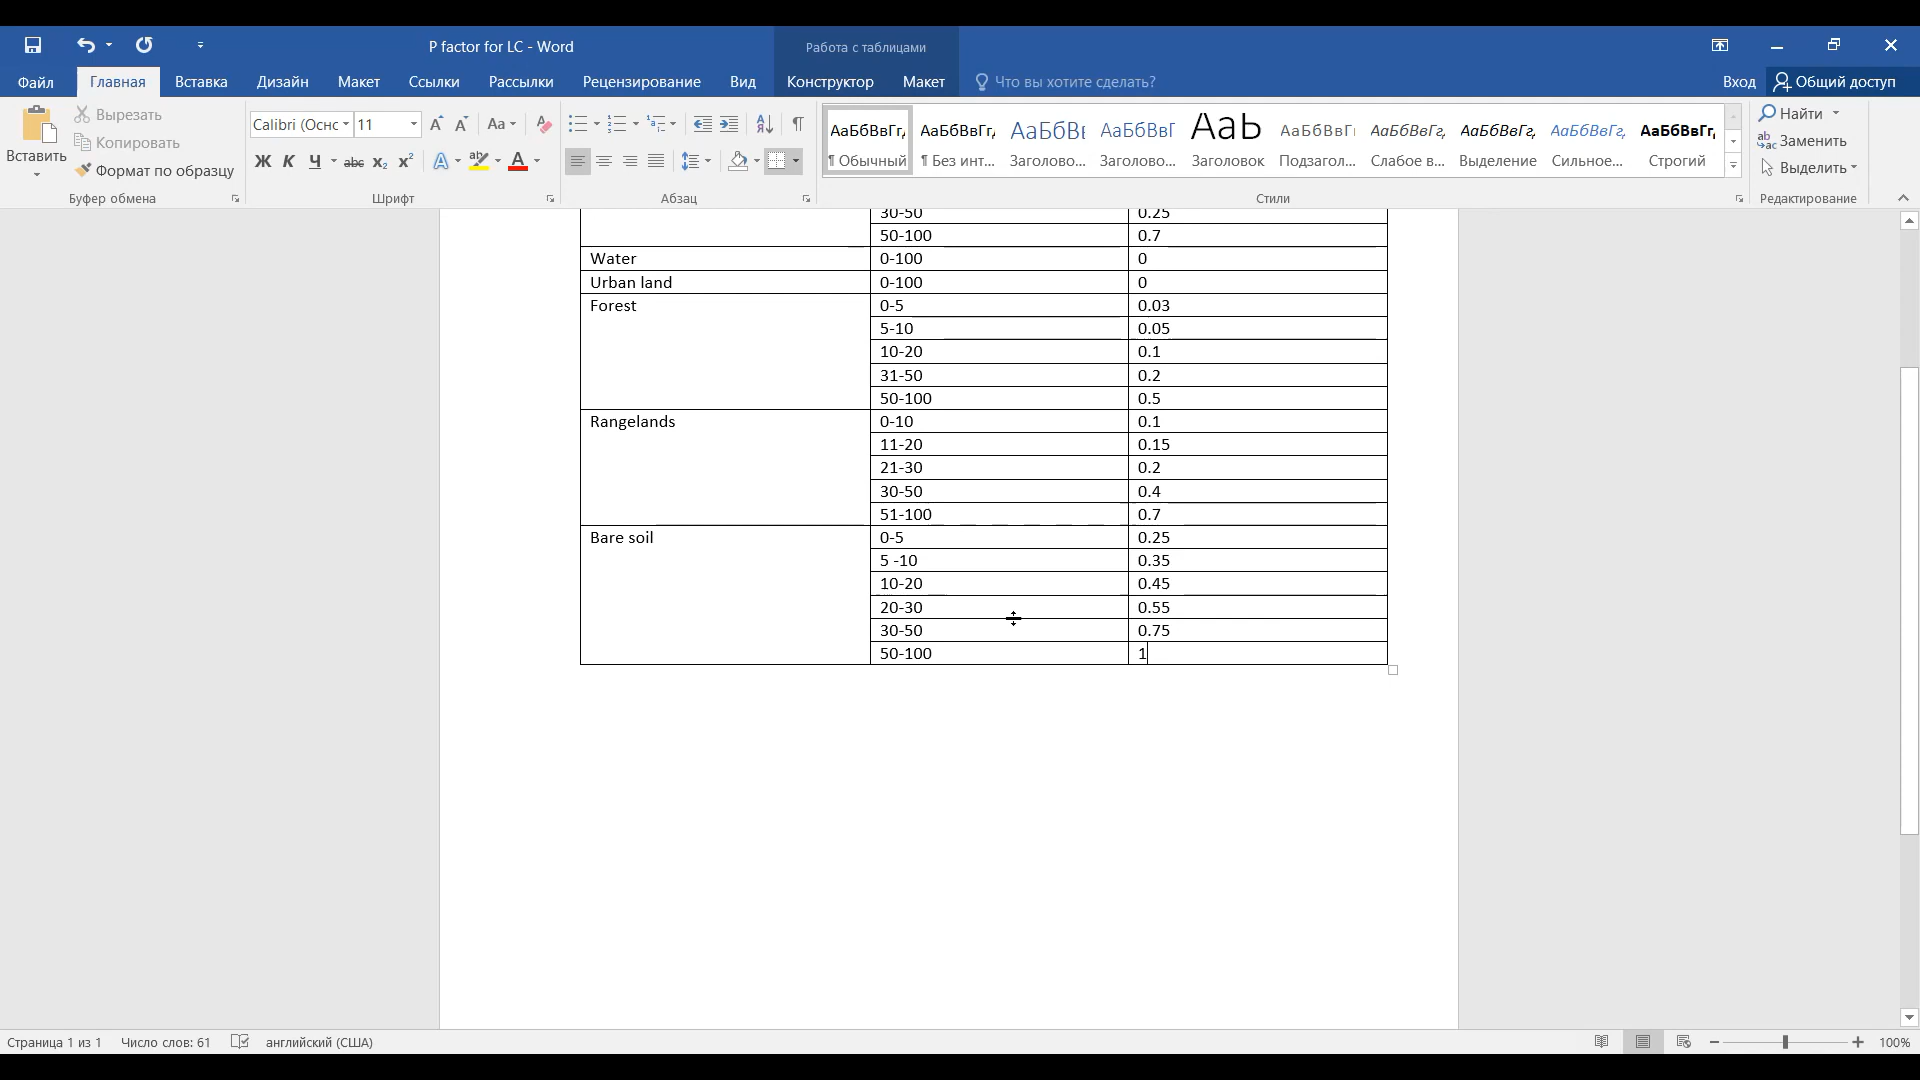 P factor for LC - Word
Работа с таблицами
Файл Главная Вставка Дизайн Макет Ссылки Рассылки Рецензирование Вид Конструктор Макет Что вы хотите сделать? Вход Общий доступ
Вставить
Вырезать
Копировать
Формат по образцу
Буфер обмена
Calibri (Оснс 11 Aa
Ж К Ч abc x₂ x² A ab A
Шрифт
Абзац
АаБбВвГг, АаБбВвГг, АаБбВв АаБбВвГ АаЬ АаБбВвГ АаБбВвГг, АаБбВвГг, АаБбВвГг, АаБбВвГг,
¶ Обычный ¶ Без инт... Заголово... Заголово... Заголовок Подзагол... Слабое в... Выделение Сильное... Строгий
Стили
Найти
Заменить
Выделить
Редактирование
30-50 0.25
50-100 0.7
Water 0-100 0
Urban land 0-100 0
Forest 0-5 0.03
5-10 0.05
10-20 0.1
31-50 0.2
50-100 0.5
Rangelands 0-10 0.1
11-20 0.15
21-30 0.2
30-50 0.4
51-100 0.7
Bare soil 0-5 0.25
5 -10 0.35
10-20 0.45
20-30 0.55
30-50 0.75
50-100 1
Страница 1 из 1 Число слов: 61 английский (США) 100%